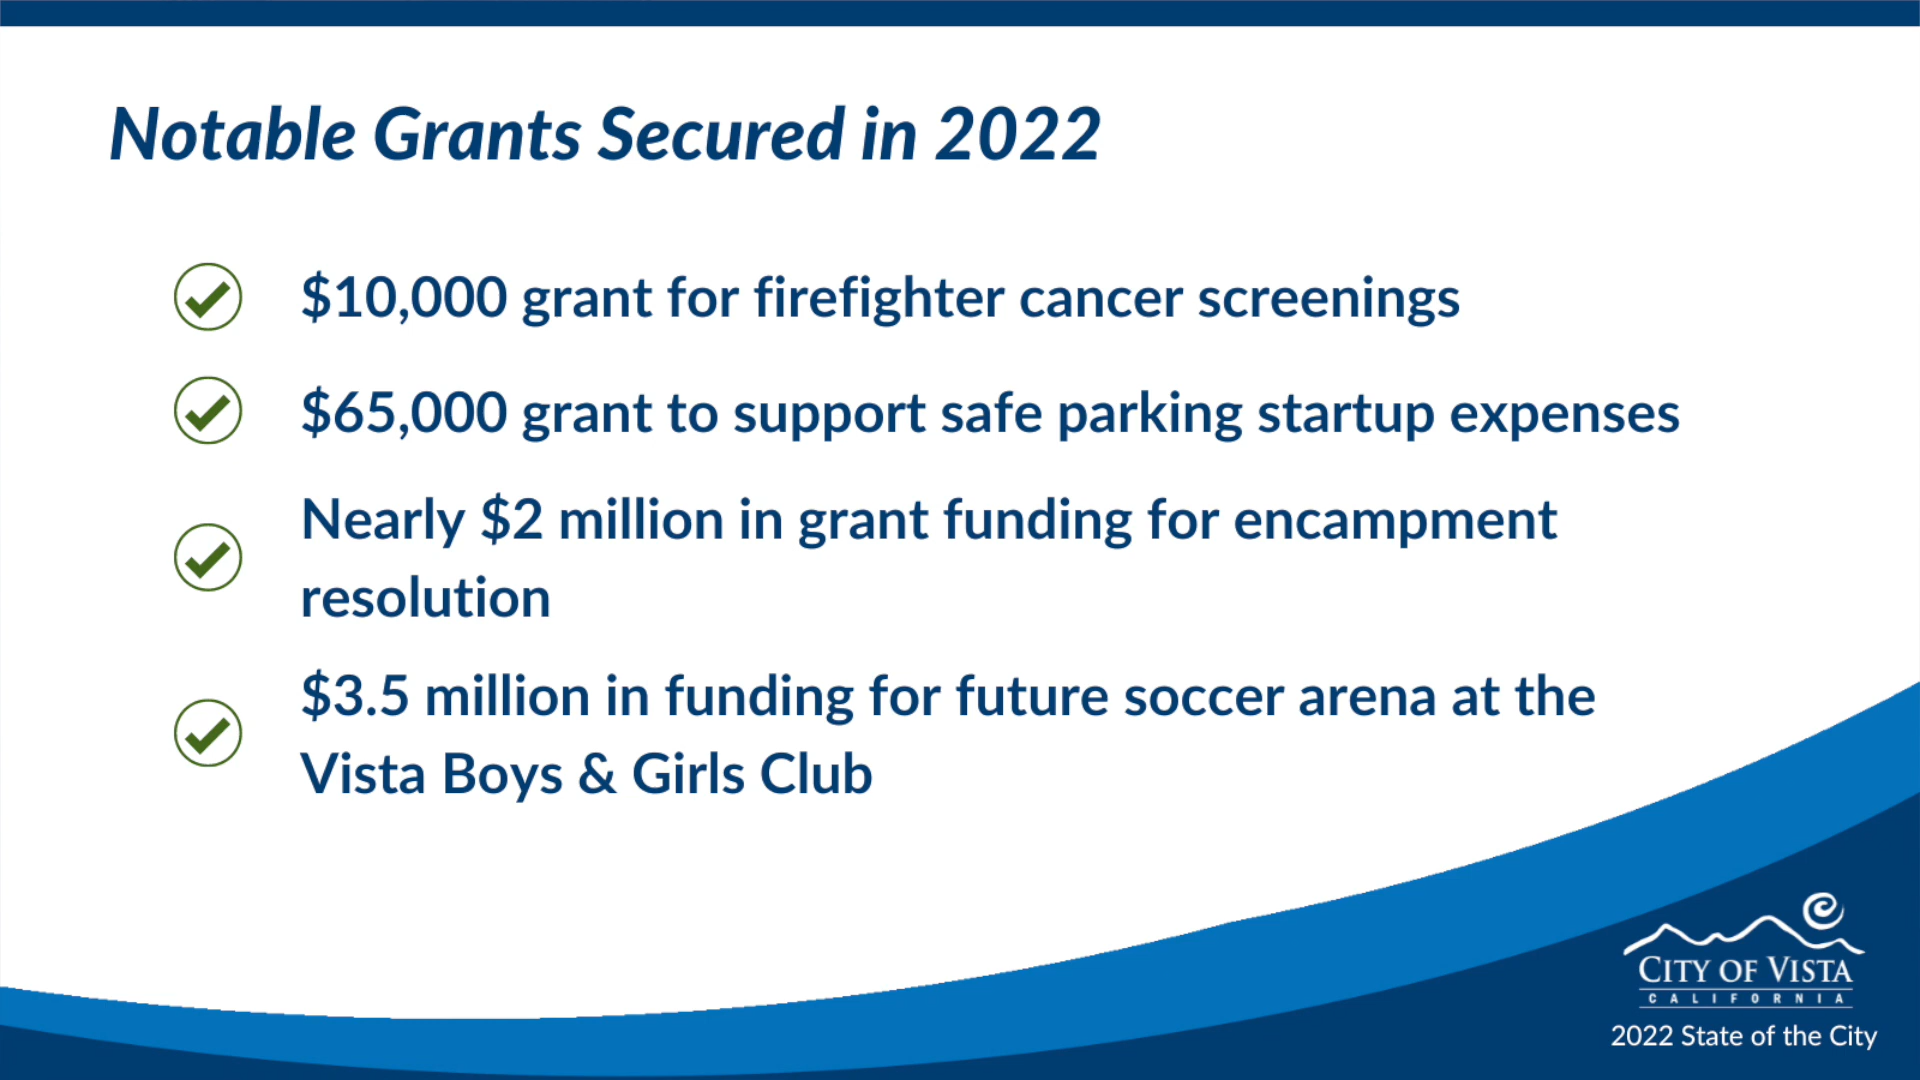 Notable Grants Secured in 2022
$10,000 grant for firefighter cancer screenings
$65,000 grant to support safe parking startup expenses
Nearly $2 million in grant funding for encampment
resolution
$3.5 million in funding for future soccer arena at the
Vista Boys & Girls Club
CITY OF VISTA
CALIFORNIA
2022 State of the City